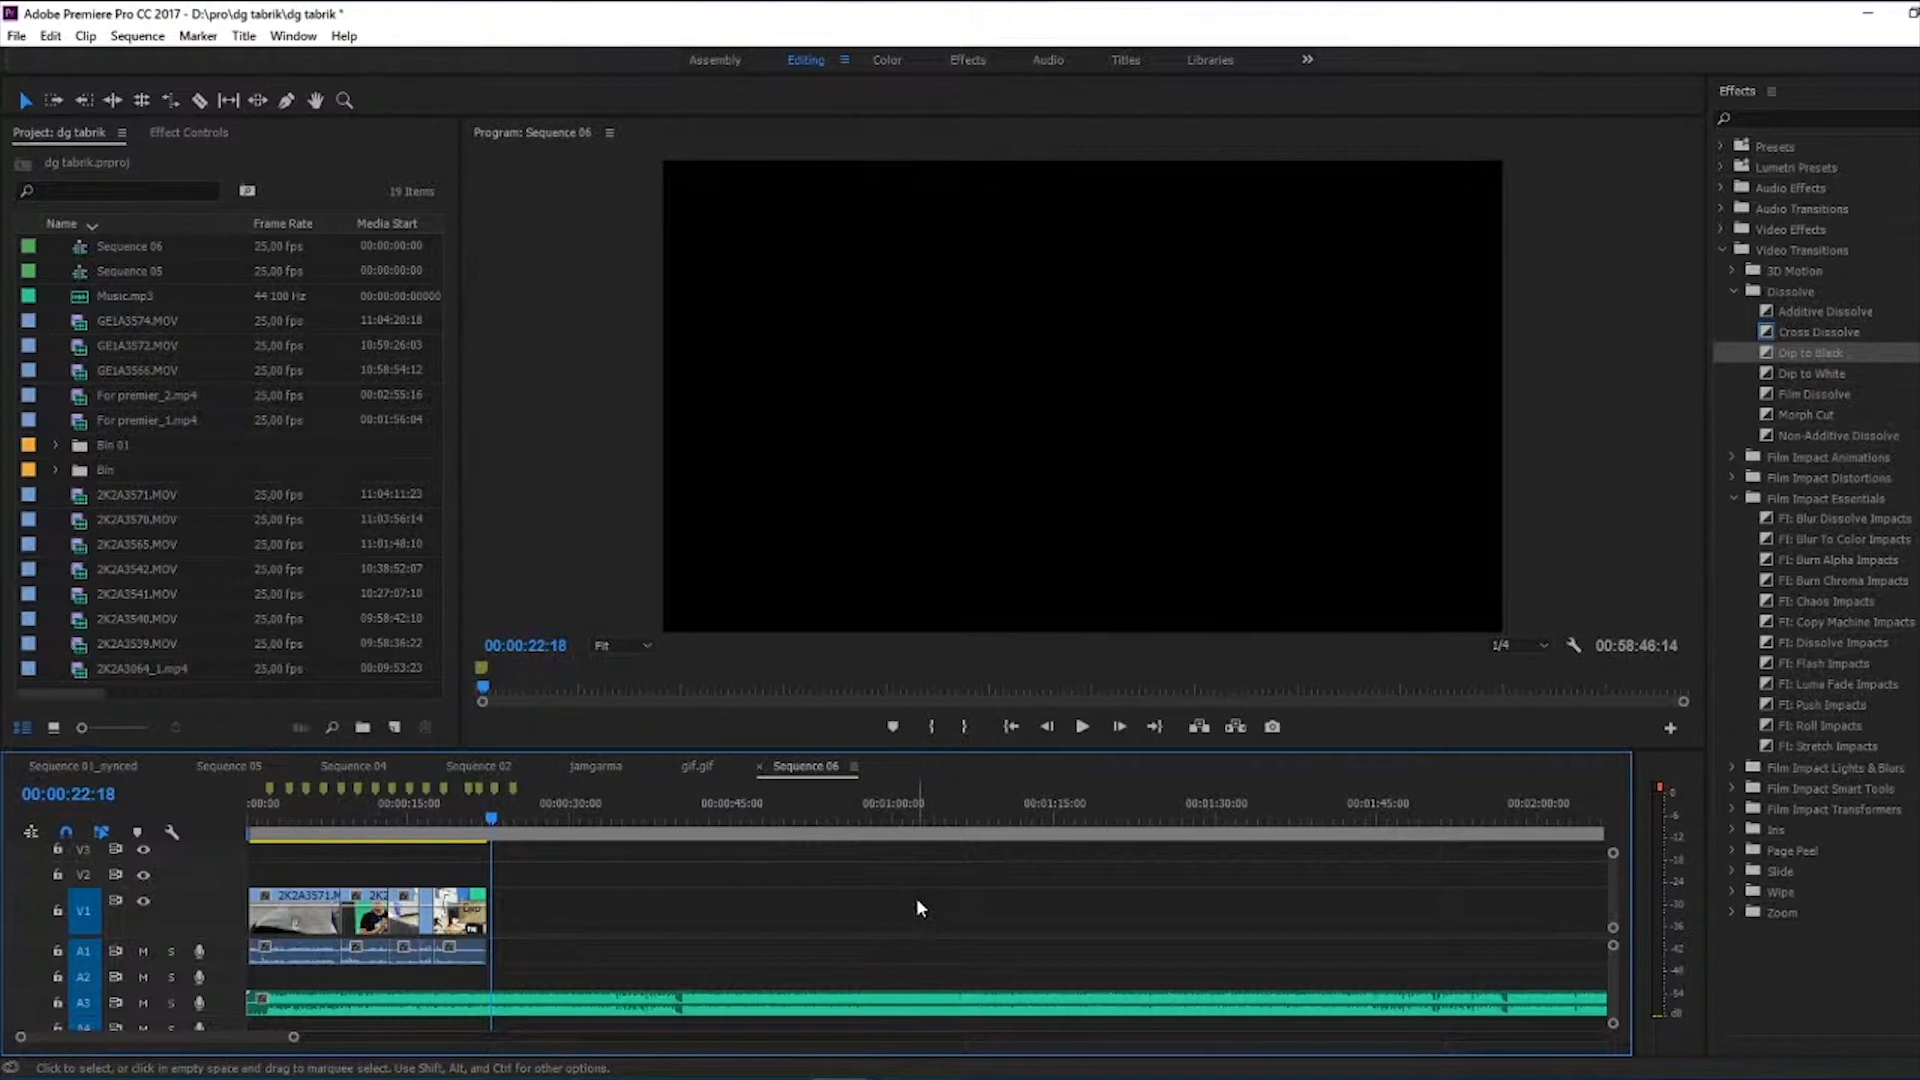 Adobe Premiere Pro CC 2017 - D:\pro\dg tabrik\dg tabrik *
File Edit Clip Sequence Marker Title Window Help
Assembly Editing Color Effects Audio Titles Libraries
Project: dg tabrik Effect Controls
dg tabrik.prproj
19 Items
Name Frame Rate Media Start
Sequence 06 25,00 fps 00:00:00:00
Sequence 05 25,00 fps 00:00:00:00
Music.mp3 44 100 Hz 00:00:00:00000
GE1A3574.MOV 25,00 fps 11:04:20:18
GE1A3572.MOV 25,00 fps 10:59:26:03
GE1A3566.MOV 25,00 fps 10:58:54:12
For premier_2.mp4 25,00 fps 00:02:55:16
For premier_1.mp4 25,00 fps 00:01:56:04
Bin 01
Bin
2K2A3571.MOV 25,00 fps 11:04:11:23
2K2A3570.MOV 25,00 fps 11:03:56:14
2K2A3565.MOV 25,00 fps 11:01:48:10
2K2A3542.MOV 25,00 fps 10:38:52:07
2K2A3541.MOV 25,00 fps 10:27:07:10
2K2A3540.MOV 25,00 fps 09:58:42:10
2K2A3539.MOV 25,00 fps 09:58:36:22
2K2A3064_1.mp4 25,00 fps 00:09:53:23
Program: Sequence 06
00:00:22:18 Fit 1/4 00:58:46:14
Effects
Presets
Lumetri Presets
Audio Effects
Audio Transitions
Video Effects
Video Transitions
3D Motion
Dissolve
Additive Dissolve
Cross Dissolve
Dip to Black
Dip to White
Film Dissolve
Morph Cut
Non-Additive Dissolve
Film Impact Animations
Film Impact Distortions
Film Impact Essentials
FI: Blur Dissolve Impacts
FI: Blur To Color Impacts
FI: Burn Alpha Impacts
FI: Burn Chroma Impacts
FI: Chaos Impacts
FI: Copy Machine Impacts
FI: Dissolve Impacts
FI: Flash Impacts
FI: Luma Fade Impacts
FI: Push Impacts
FI: Roll Impacts
FI: Stretch Impacts
Film Impact Lights & Blurs
Film Impact Smart Tools
Film Impact Transformers
Iris
Page Peel
Slide
Wipe
Zoom
Sequence 01_synced Sequence 05 Sequence 04 Sequence 02 jamgarma gif.gif × Sequence 06
00:00:22:18
:00:00 00:00:15:00 00:00:30:00 00:00:45:00 00:01:00:00 00:01:15:00 00:01:30:00 00:01:45:00 00:02:00:00
V3
V2
V1 2K2A3571.M 2K2
A1 M S
A2 M S
A3 M S
A4 M S
0
-6
-12
-18
-24
-30
-36
-42
-48
-54
dB
Click to select, or click in empty space and drag to marquee select. Use Shift, Alt, and Ctrl for other options.